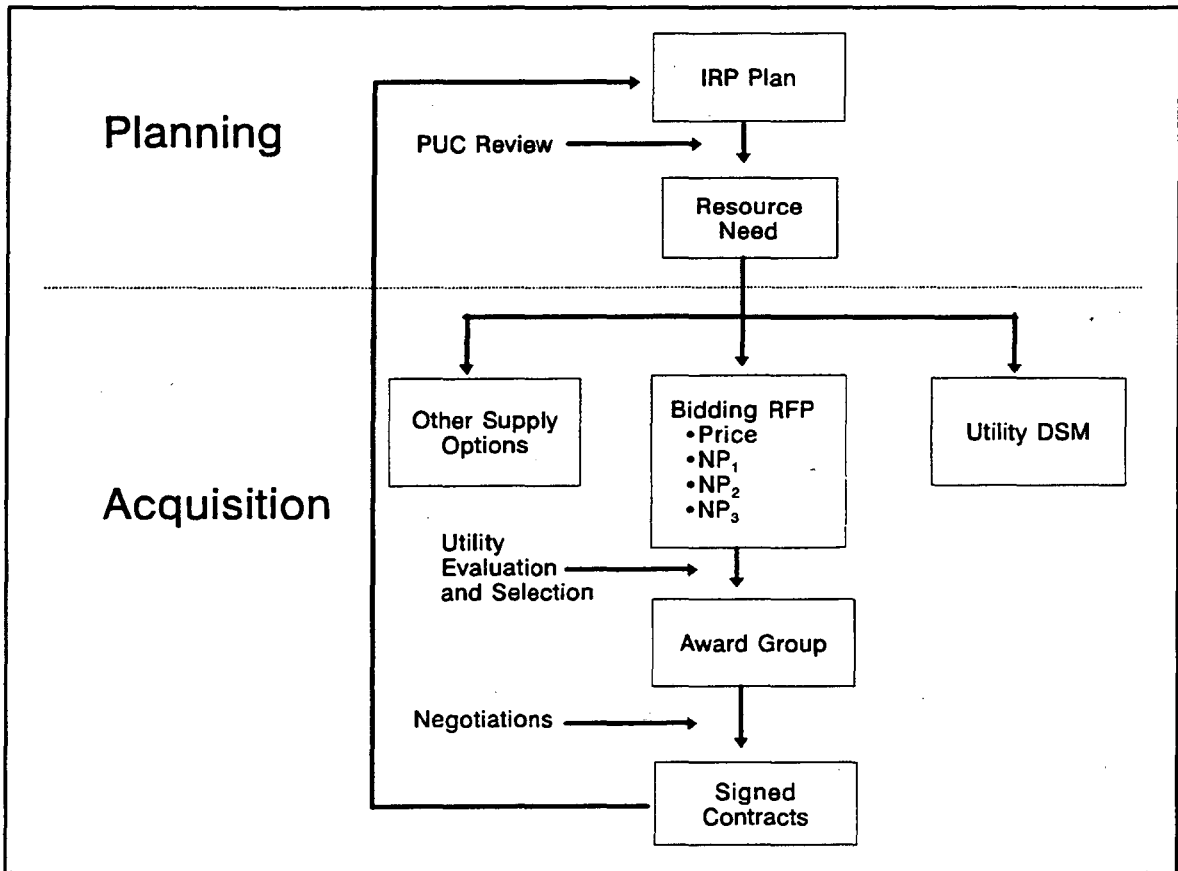 Planning
IRP Plan
PUC Review
Resource
Need
Acquisition
Other Supply
Options
Bidding RFP
•Price
•NP₁
•NP₂
•NP₃
Utility DSM
Utility
Evaluation
and Selection
Award Group
Negotiations
Signed
Contracts